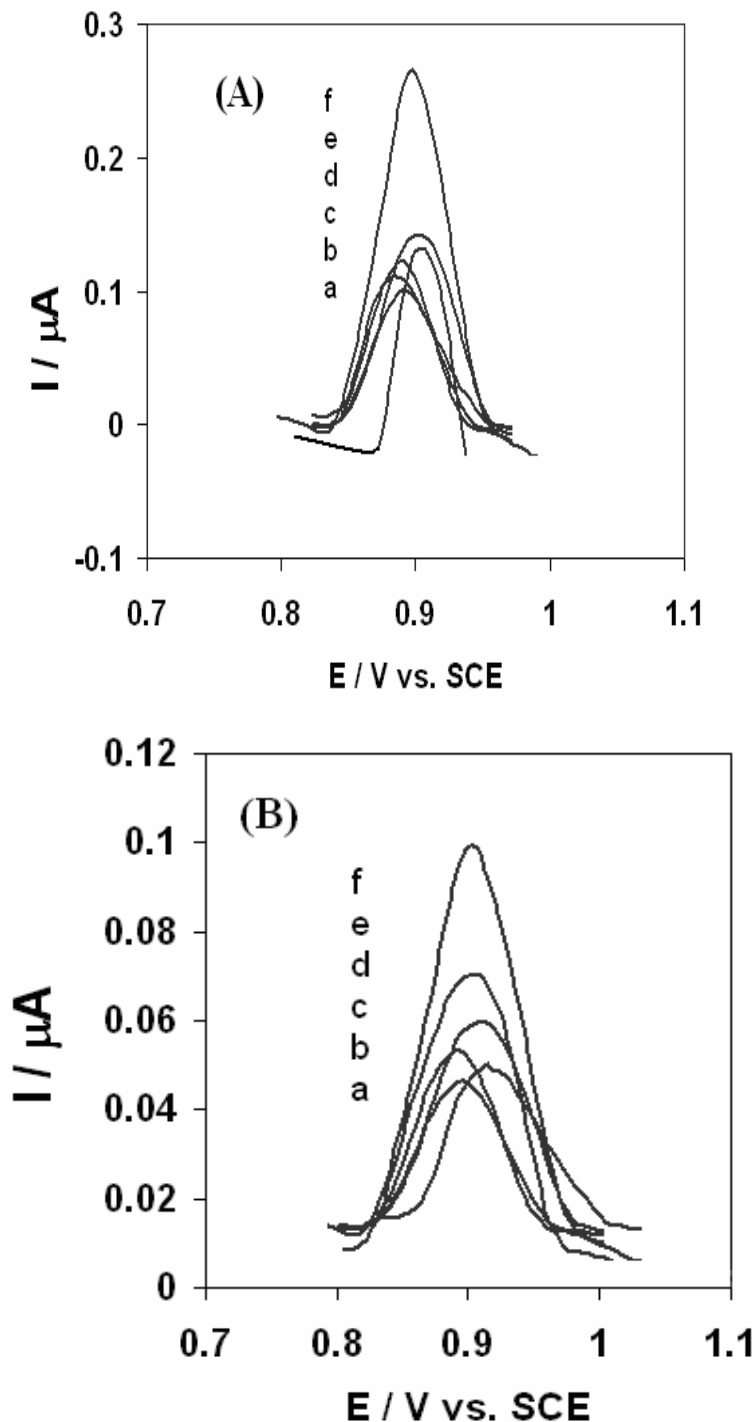 0.3
(A)
f
e
0.2
d
c
b
a
0.1
I / μA
0
-0.1
0.7 0.8 0.9 1 1.1
E / V vs. SCE
0.12
(B)
0.1
f
e
0.08
d
c
0.06
b
a
0.04
I / μA
0.02
0
0.7 0.8 0.9 1 1.1
E / V vs. SCE